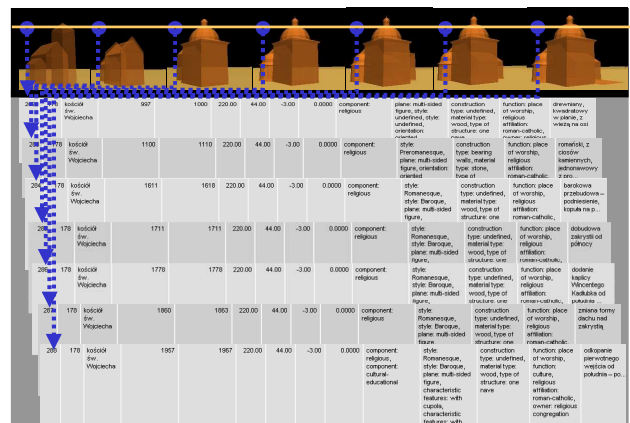 178 kościół 997 1000 220.00 44.00 -3.00 0.0000 component: plane: multi-sided construction function: place drewniany,
św. religious figure, style: type: undefined, of worship, kwadratowy
Wojciecha undefined, style: material type: religious w planie, z
undefined, wood, type of affiliation: wieżą na osi
orientation: structure: one roman-catholic,
178 kościół 1100 1110 220.00 44.00 -3.00 0.0000 component: style: construction function: place romański, z
św. religious Preromanesque, type: bearing of worship, ciosów
Wojciecha plane: multi-sided walls, material religious kamiennych,
figure, orientation: type: stone, affiliation: jednonawowy
oriented type of roman-catholic, z pro...
178 kościół 1611 1618 220.00 44.00 -3.00 0.0000 component: style: construction function: place barokowa
św. religious Romanesque, type: undefined, of worship, przebudowa –
Wojciecha style: Baroque, material type: religious podniesienie,
plane: multi-sided wood, type of affiliation: kopuła na p...
figure, structure: one roman-catholic,
178 kościół 1711 1711 220.00 44.00 -3.00 0.0000 component: style: construction function: place dobudowa
św. religious Romanesque, type: undefined, of worship, zakrystii od
Wojciecha style: Baroque, material type: religious północy
plane: multi-sided wood, type of affiliation:
figure, structure: one roman-catholic,
178 kościół 1778 1778 220.00 44.00 -3.00 0.0000 component: style: construction function: place dodanie
św. religious Romanesque, type: undefined, of worship, kaplicy
Wojciecha style: Baroque, material type: religious Wincentego
plane: multi-sided wood, type of affiliation: Kadłubka od
figure, structure: one roman-catholic, południa ...
178 kościół 1860 1863 220.00 44.00 -3.00 0.0000 component: style: construction function: place zmiana formy
św. religious Romanesque, type: undefined, of worship, dachu nad
Wojciecha style: Baroque, material type: religious zakrystią
plane: multi-sided wood, type of affiliation:
figure, structure: one roman-catholic,
288 178 kościół 1957 1967 220.00 44.00 -3.00 0.0000 component: style: construction function: place odkopanie
św. religious, Romanesque, type: undefined, of worship, pierwotnego
Wojciecha component: style: Baroque, material type: function: wejścia od
cultural- plane: multi-sided wood, type of culture, południa – po...
educational figure, structure: one religious
characteristic nave affiliation:
features: with roman-catholic,
cupola, owner: religious
characteristic congregation
features: with